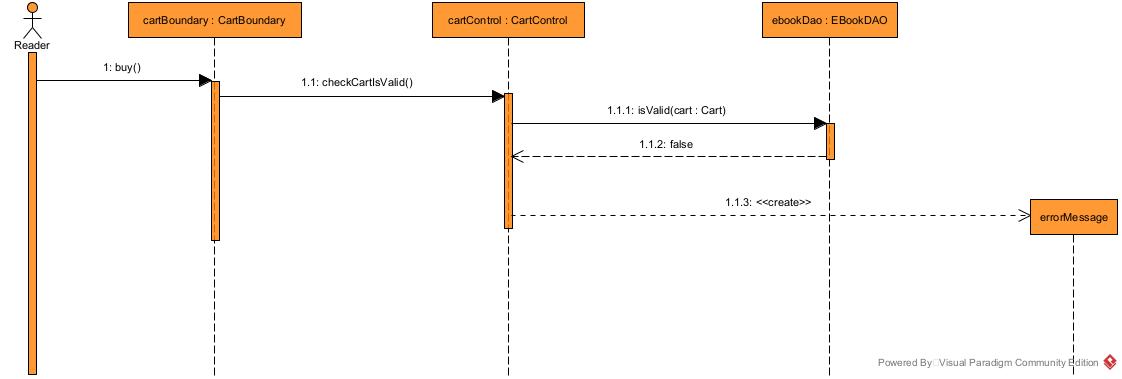 cartBoundary : CartBoundary
cartControl : CartControl
ebookDao : EBookDAO
Reader
1: buy()
1.1: checkCartIsValid()
1.1.1: isValid(cart : Cart)
1.1.2: false
1.1.3: <<create>>
errorMessage
Powered By Visual Paradigm Community Edition